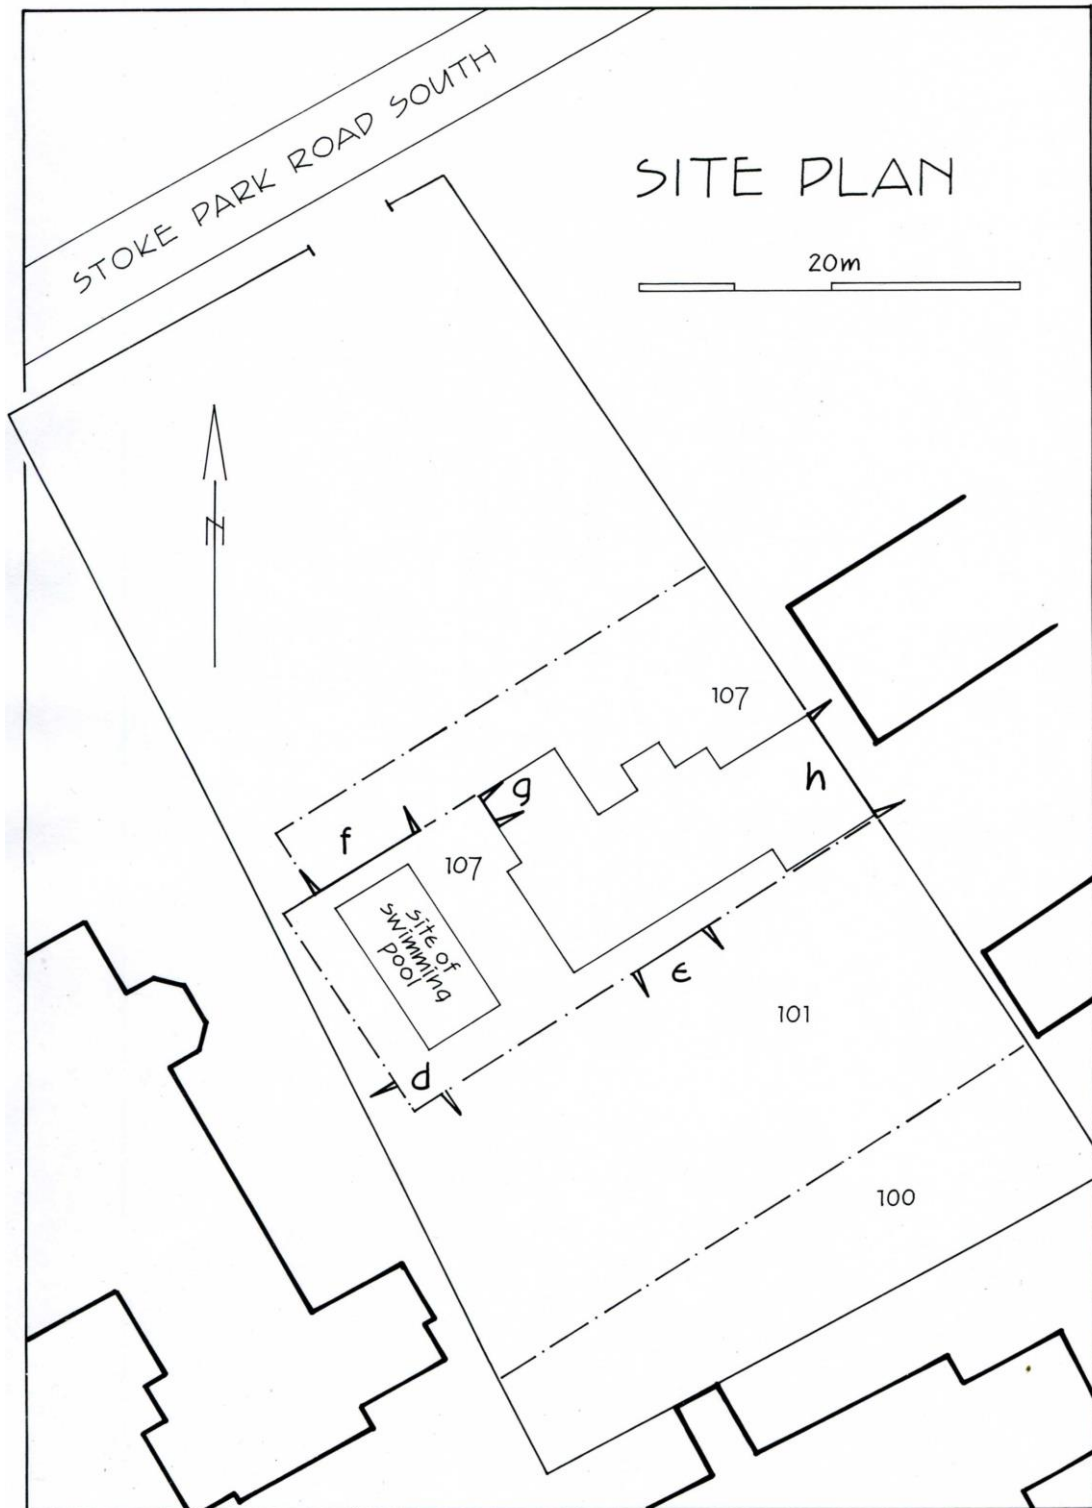 STOKE PARK ROAD SOUTH
SITE PLAN
20m
N
107
h
g
f
107
site of
swimming
pool
e
101
d
100